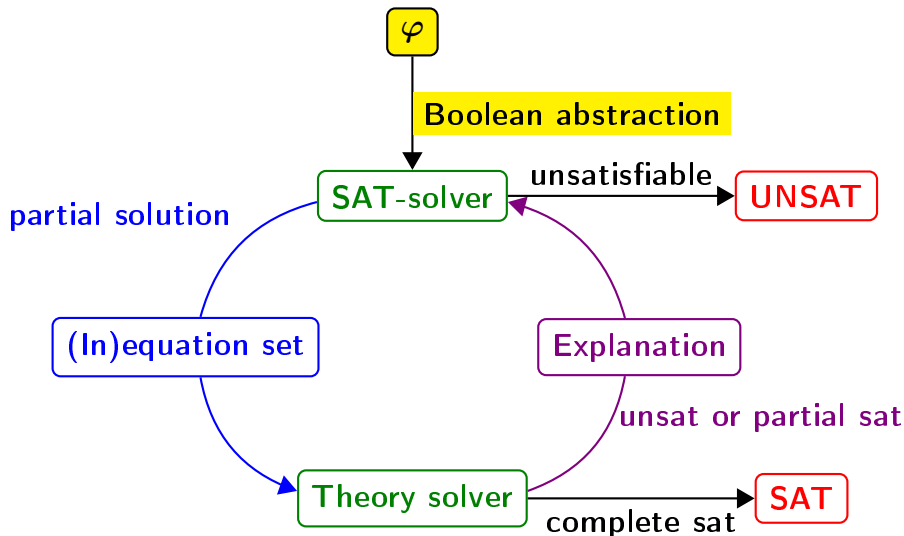 φ
Boolean abstraction
unsatisfiable
SAT-solver
UNSAT
partial solution
(In)equation set
Explanation
unsat or partial sat
Theory solver
SAT
complete sat